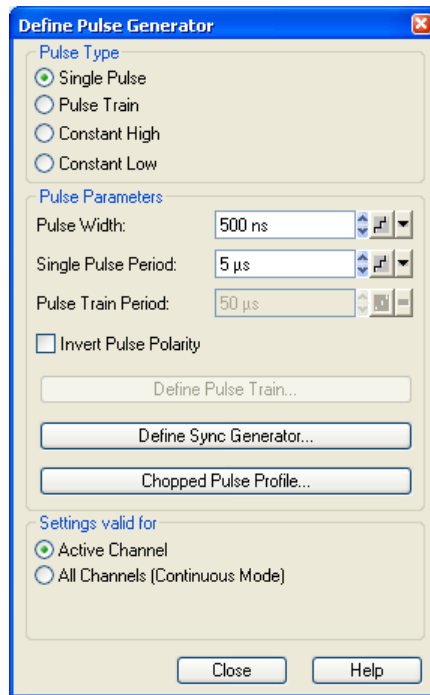 Define Pulse Generator
Pulse Type
Single Pulse
Pulse Train
Constant High
Constant Low
Pulse Parameters
Pulse Width: 500 ns
Single Pulse Period: 5 µs
Pulse Train Period: 50 µs
Invert Pulse Polarity
Define Pulse Train...
Define Sync Generator...
Chopped Pulse Profile...
Settings valid for
Active Channel
All Channels (Continuous Mode)
Close Help